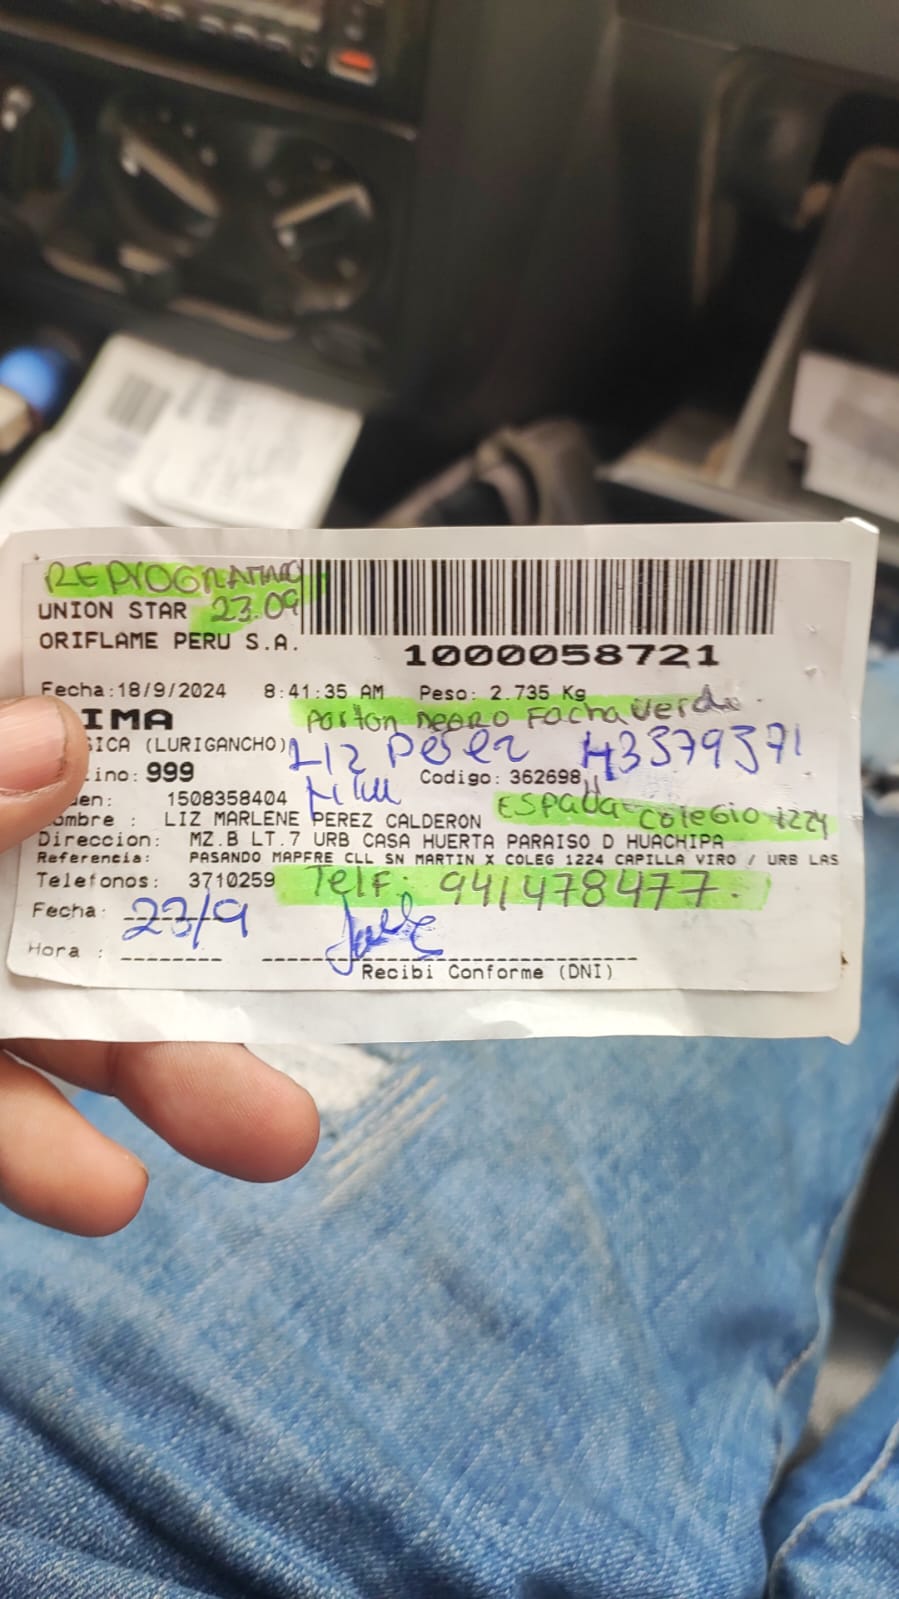 REPROGRAMADO
UNION STAR 23.09
ORIFLAME PERU S.A.
1000058721
Fecha:18/9/2024 8:41:35 AM Peso: 2.735 Kg
Porton negro Fachaverde.
IMA
SICA (LURIGANCHO) Liz Perez 43379371
ino: 999 Codigo: 362698
den: 1508358404
ESPALDA - COLEGIO 1224
ombre : LIZ MARLENE PEREZ CALDERON
Direccion: MZ.B LT.7 URB CASA HUERTA PARAISO D HUACHIPA
Referencia: PASANDO MAPFRE CLL SN MARTIN X COLEG 1224 CAPILLA VIRO / URB LAS
Telefonos: 3710259 TELF: 941478477.
Fecha: 23/9
Hora :
Recibi Conforme (DNI)